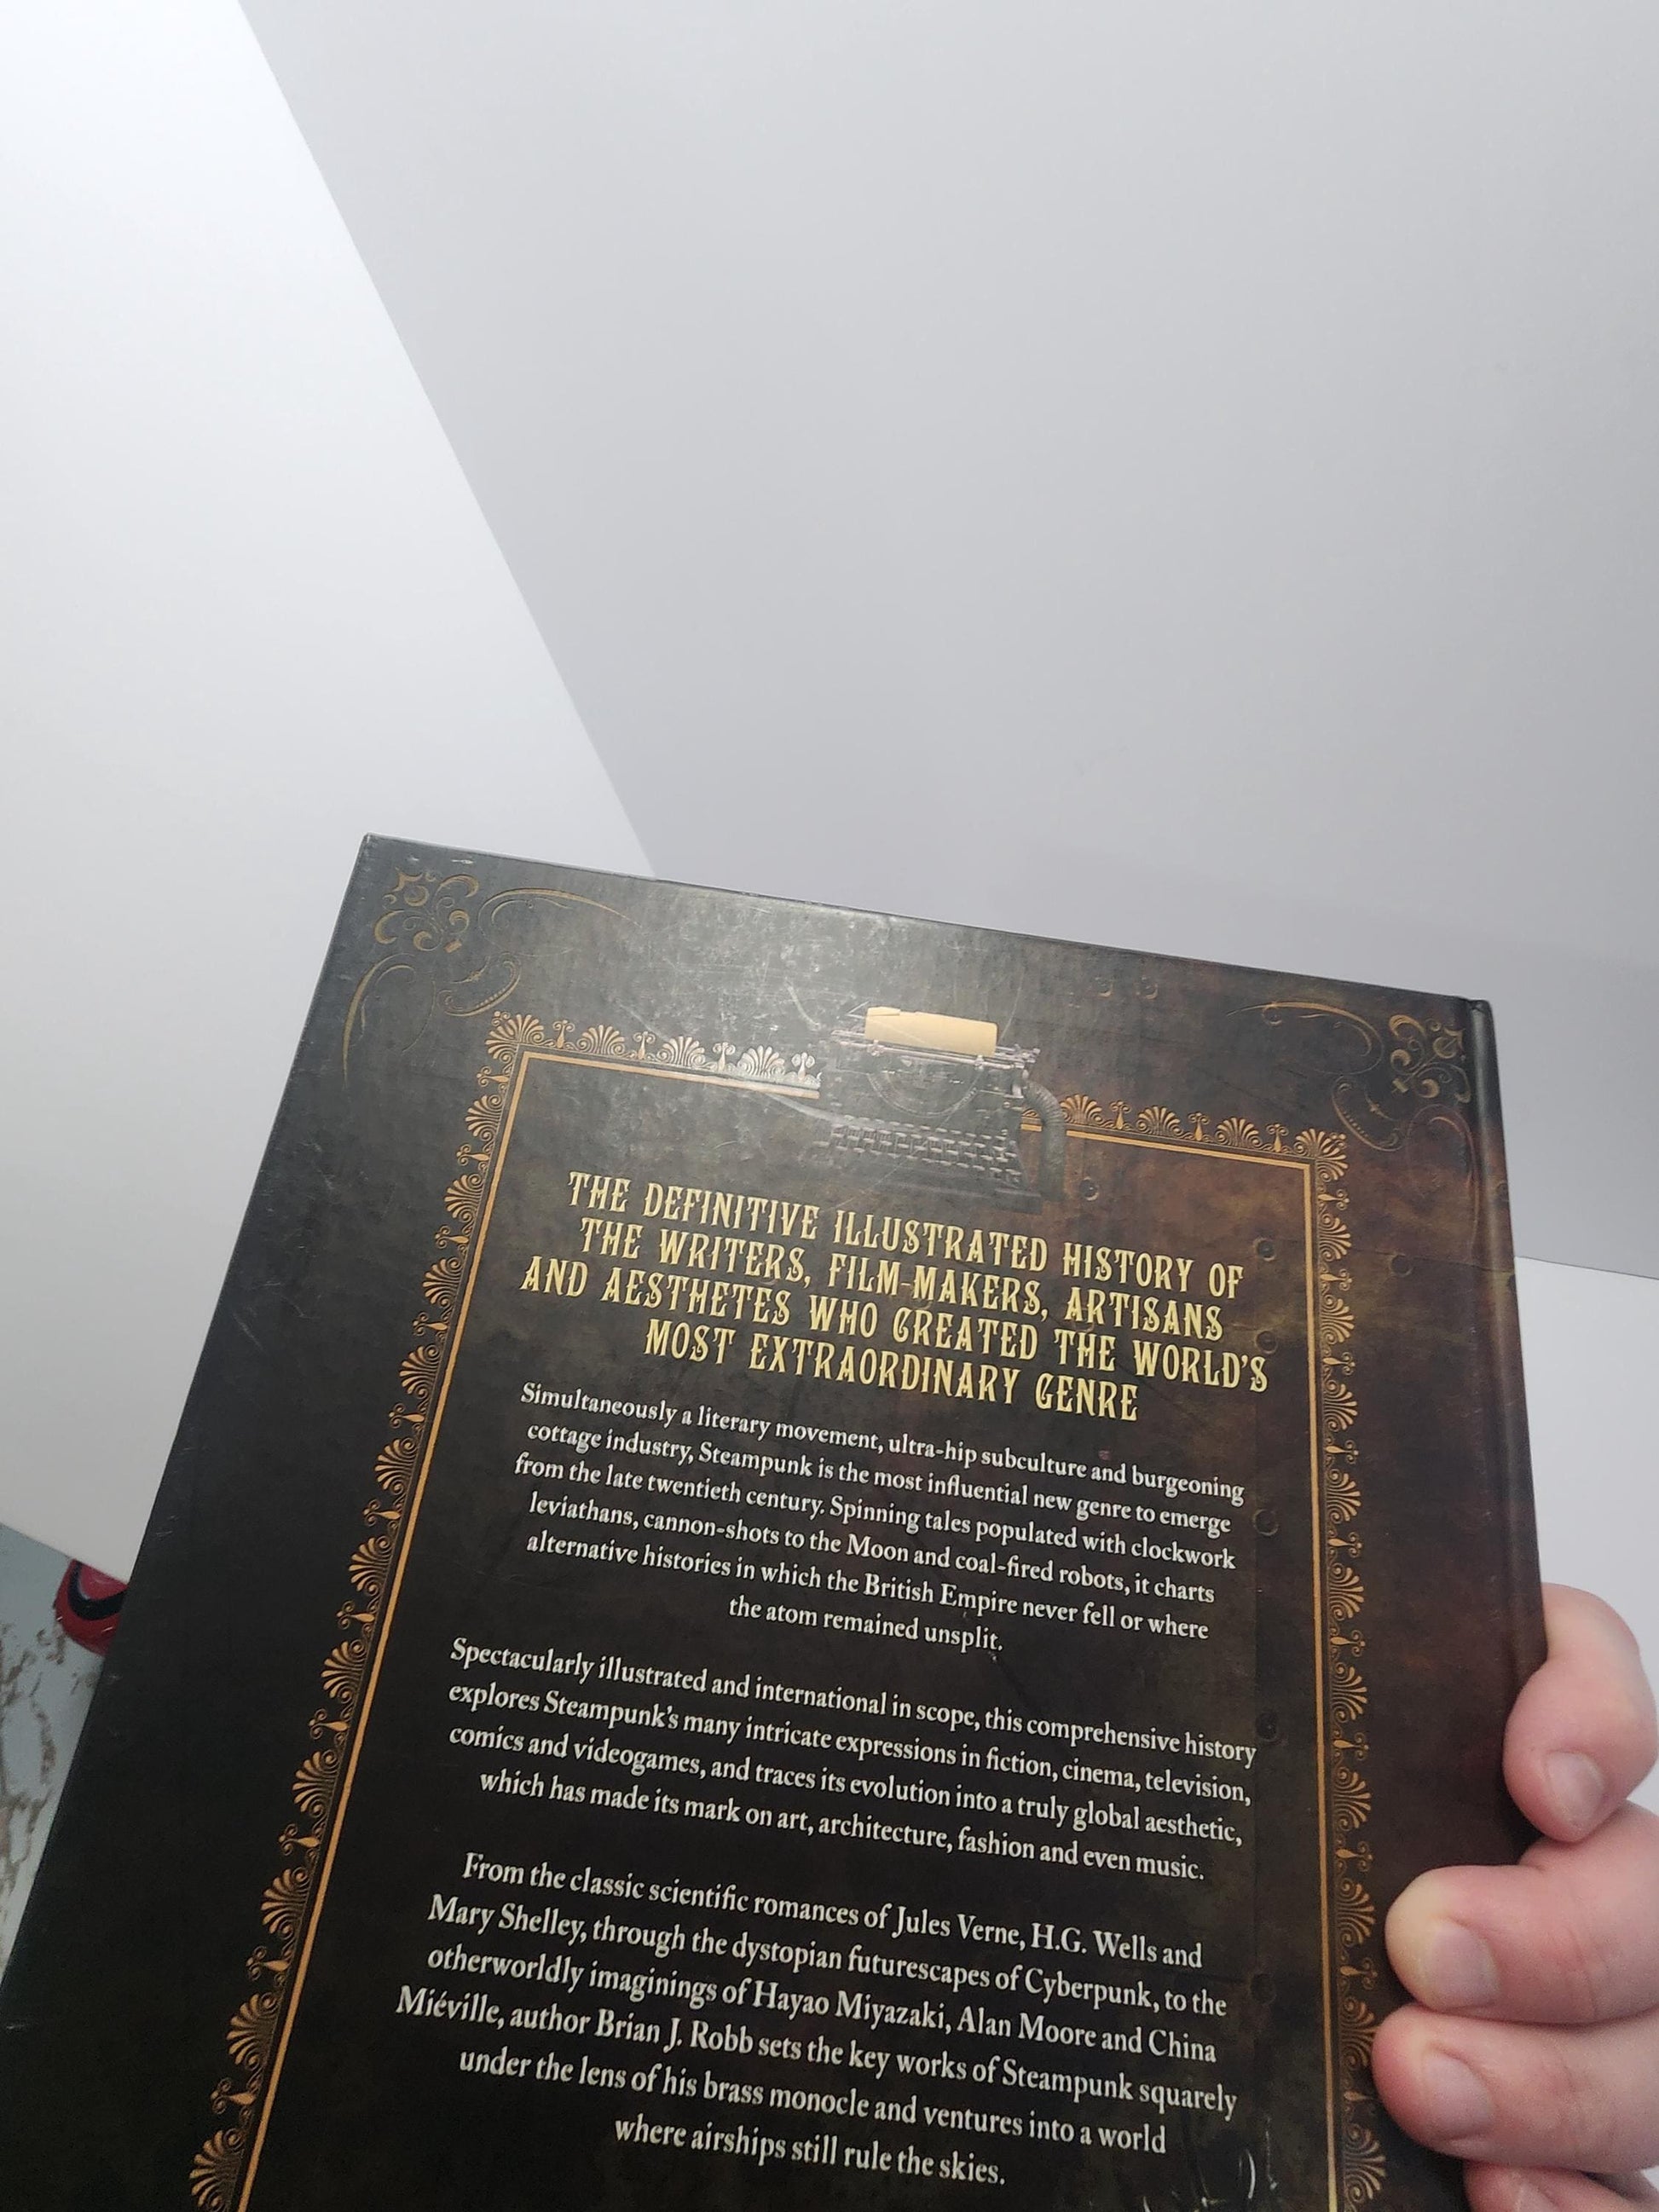 THE DEFINITIVE ILLUSTRATED HISTORY OF
THE WRITERS, FILM-MAKERS, ARTISANS
AND AESTHETES WHO CREATED THE WORLD'S
MOST EXTRAORDINARY GENRE
Simultaneously a literary movement, ultra-hip subculture and burgeoning
cottage industry, Steampunk is the most influential new genre to emerge
from the late twentieth century. Spinning tales populated with clockwork
leviathans, cannon-shots to the Moon and coal-fired robots, it charts
alternative histories in which the British Empire never fell or where
the atom remained unsplit.
Spectacularly illustrated and international in scope, this comprehensive history
explores Steampunk's many intricate expressions in fiction, cinema, television,
comics and videogames, and traces its evolution into a truly global aesthetic,
which has made its mark on art, architecture, fashion and even music.
From the classic scientific romances of Jules Verne, H.G. Wells and
Mary Shelley, through the dystopian futurescapes of Cyberpunk, to the
otherworldly imaginings of Hayao Miyazaki, Alan Moore and China
Miéville, author Brian J. Robb sets the key works of Steampunk squarely
under the lens of his brass monocle and ventures into a world
where airships still rule the skies.